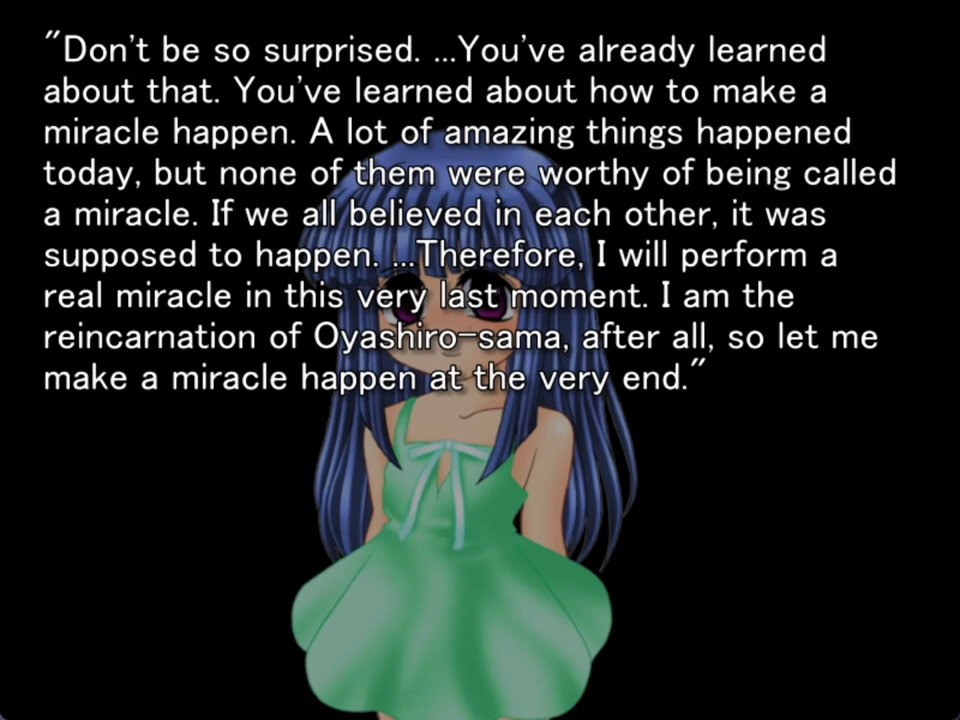 "Don't be so surprised. ...You've already learned
about that. You've learned about how to make a
miracle happen. A lot of amazing things happened
today, but none of them were worthy of being called
a miracle. If we all believed in each other, it was
supposed to happen. ...Therefore, I will perform a
real miracle in this very last moment. I am the
reincarnation of Oyashiro-sama, after all, so let me
make a miracle happen at the very end."